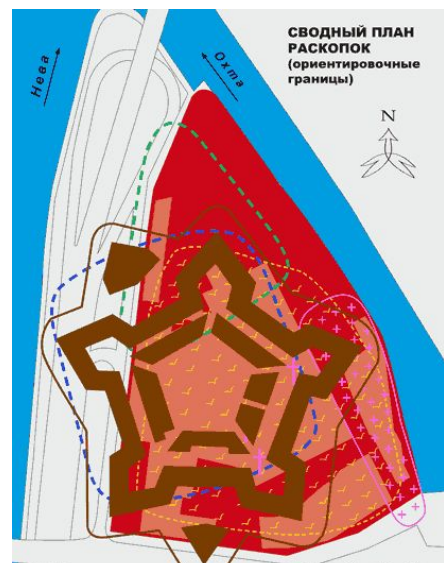 СВОДНЫЙ ПЛАН
РАСКОПОК
(ориентировочные
границы)
Нева
Охта
N